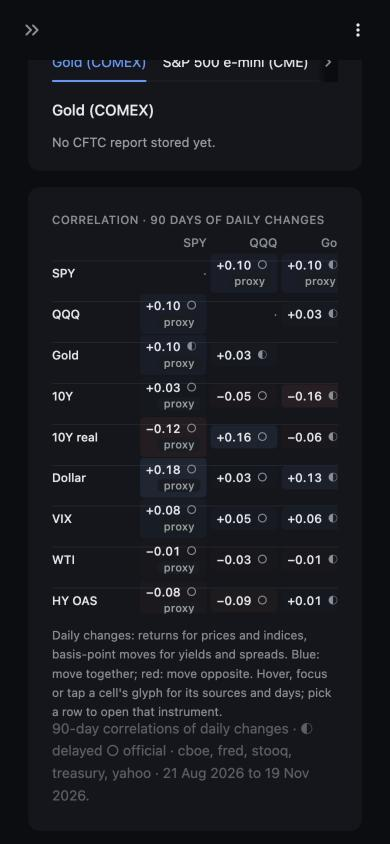 Gold (COMEX) S&P 500 e-mini (CME)
Gold (COMEX)
No CFTC report stored yet.
CORRELATION · 90 DAYS OF DAILY CHANGES
SPY QQQ Go
SPY · +0.10 proxy +0.10 proxy
QQQ +0.10 proxy · +0.03
Gold +0.10 proxy +0.03
10Y +0.03 proxy −0.05 −0.16
10Y real −0.12 proxy +0.16 −0.06
Dollar +0.18 proxy +0.03 +0.13
VIX +0.08 proxy +0.05 +0.06
WTI −0.01 proxy −0.03 −0.01
HY OAS −0.08 proxy −0.09 +0.01
Daily changes: returns for prices and indices,
basis-point moves for yields and spreads. Blue:
move together; red: move opposite. Hover, focus
or tap a cell's glyph for its sources and days; pick
a row to open that instrument.
90-day correlations of daily changes · ◐
delayed ○ official · cboe, fred, stooq,
treasury, yahoo · 21 Aug 2026 to 19 Nov
2026.